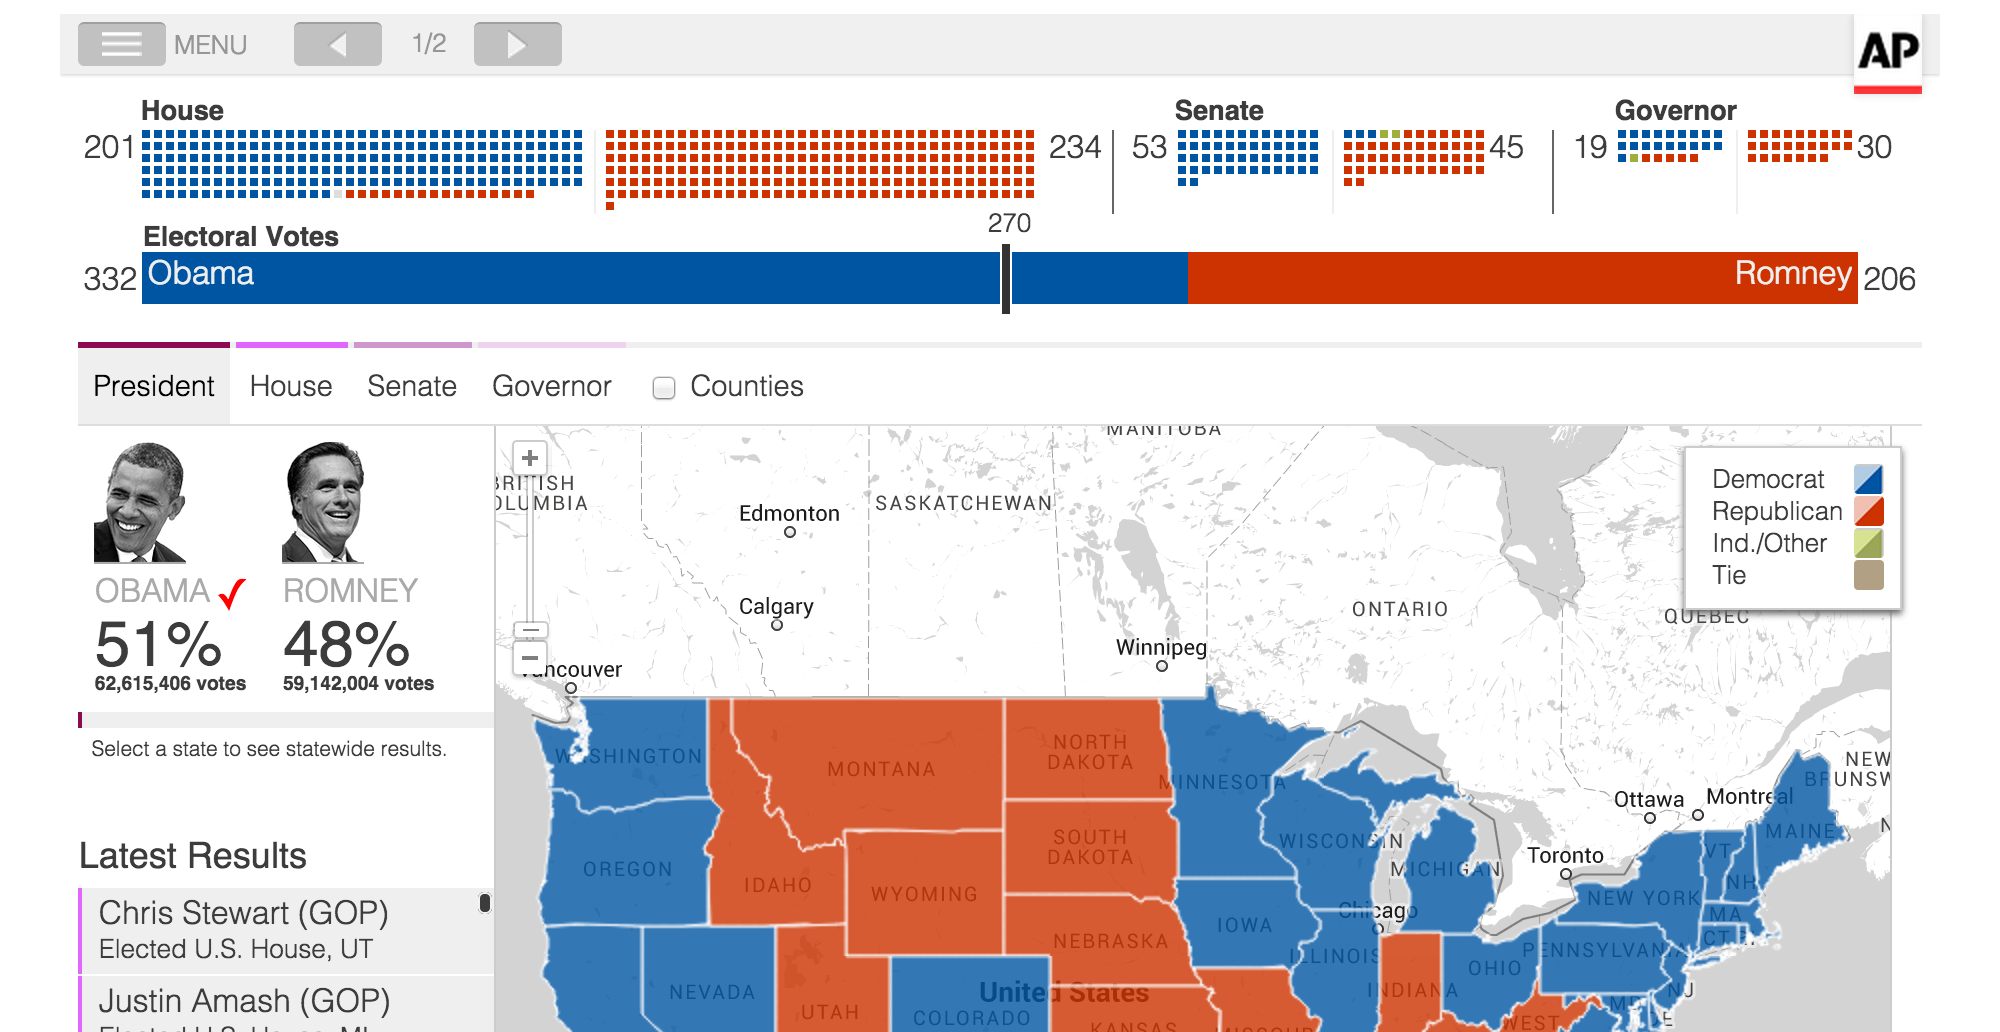 MENU
1/2
AP
House
Senate
Governor
201
234
53
45
19
30
270
Electoral Votes
332
Obama
Romney
206
President
House
Senate
Governor
Counties
OBAMA
ROMNEY
51%
48%
62,615,406 votes
59,142,004 votes
Select a state to see statewide results.
Latest Results
Chris Stewart (GOP)
Elected U.S. House, UT
Justin Amash (GOP)
Democrat
Republican
Ind./Other
Tie
MANITOBA
BRITISH
OLUMBIA
Edmonton
SASKATCHEWAN
Calgary
Winnipeg
ONTARIO
QUEBEC
ncouver
WASHINGTON
MONTANA
NORTH
DAKOTA
MINNESOTA
NEW
BRUNSW
Ottawa
Montreal
MAINE
SOUTH
DAKOTA
WISCONSIN
MICHIGAN
Toronto
VT
NH
OREGON
IDAHO
WYOMING
NEW YORK
MA
Chicago
IOWA
NEBRASKA
CT
PENNSYLVANIA
ILLINOIS
OHIO
NEVADA
United States
INDIANA
NJ
MD
UTAH
COLORADO
KANSAS
MISSOURI
WEST